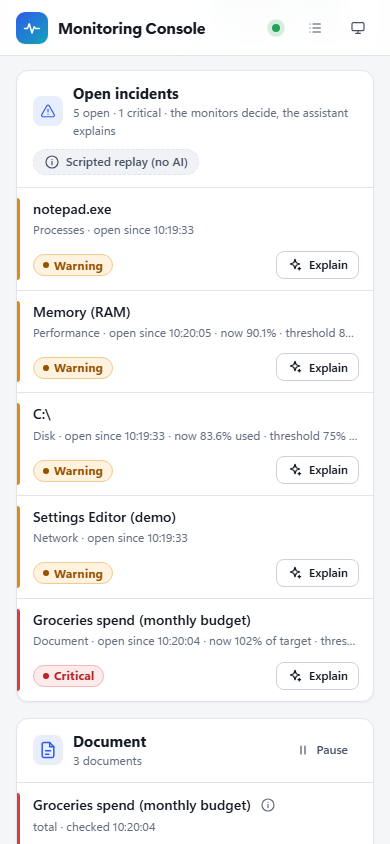 Monitoring Console
Open incidents
5 open · 1 critical · the monitors decide, the assistant
explains
Scripted replay (no AI)
notepad.exe
Processes · open since 10:19:33
Warning
Explain
Memory (RAM)
Performance · open since 10:20:05 · now 90.1% · threshold 8...
Warning
Explain
C:\
Disk · open since 10:19:33 · now 83.6% used · threshold 75% ...
Warning
Explain
Settings Editor (demo)
Network · open since 10:19:33
Warning
Explain
Groceries spend (monthly budget)
Document · open since 10:20:04 · now 102% of target · thres...
Critical
Explain
Document
3 documents
Pause
Groceries spend (monthly budget)
total · checked 10:20:04